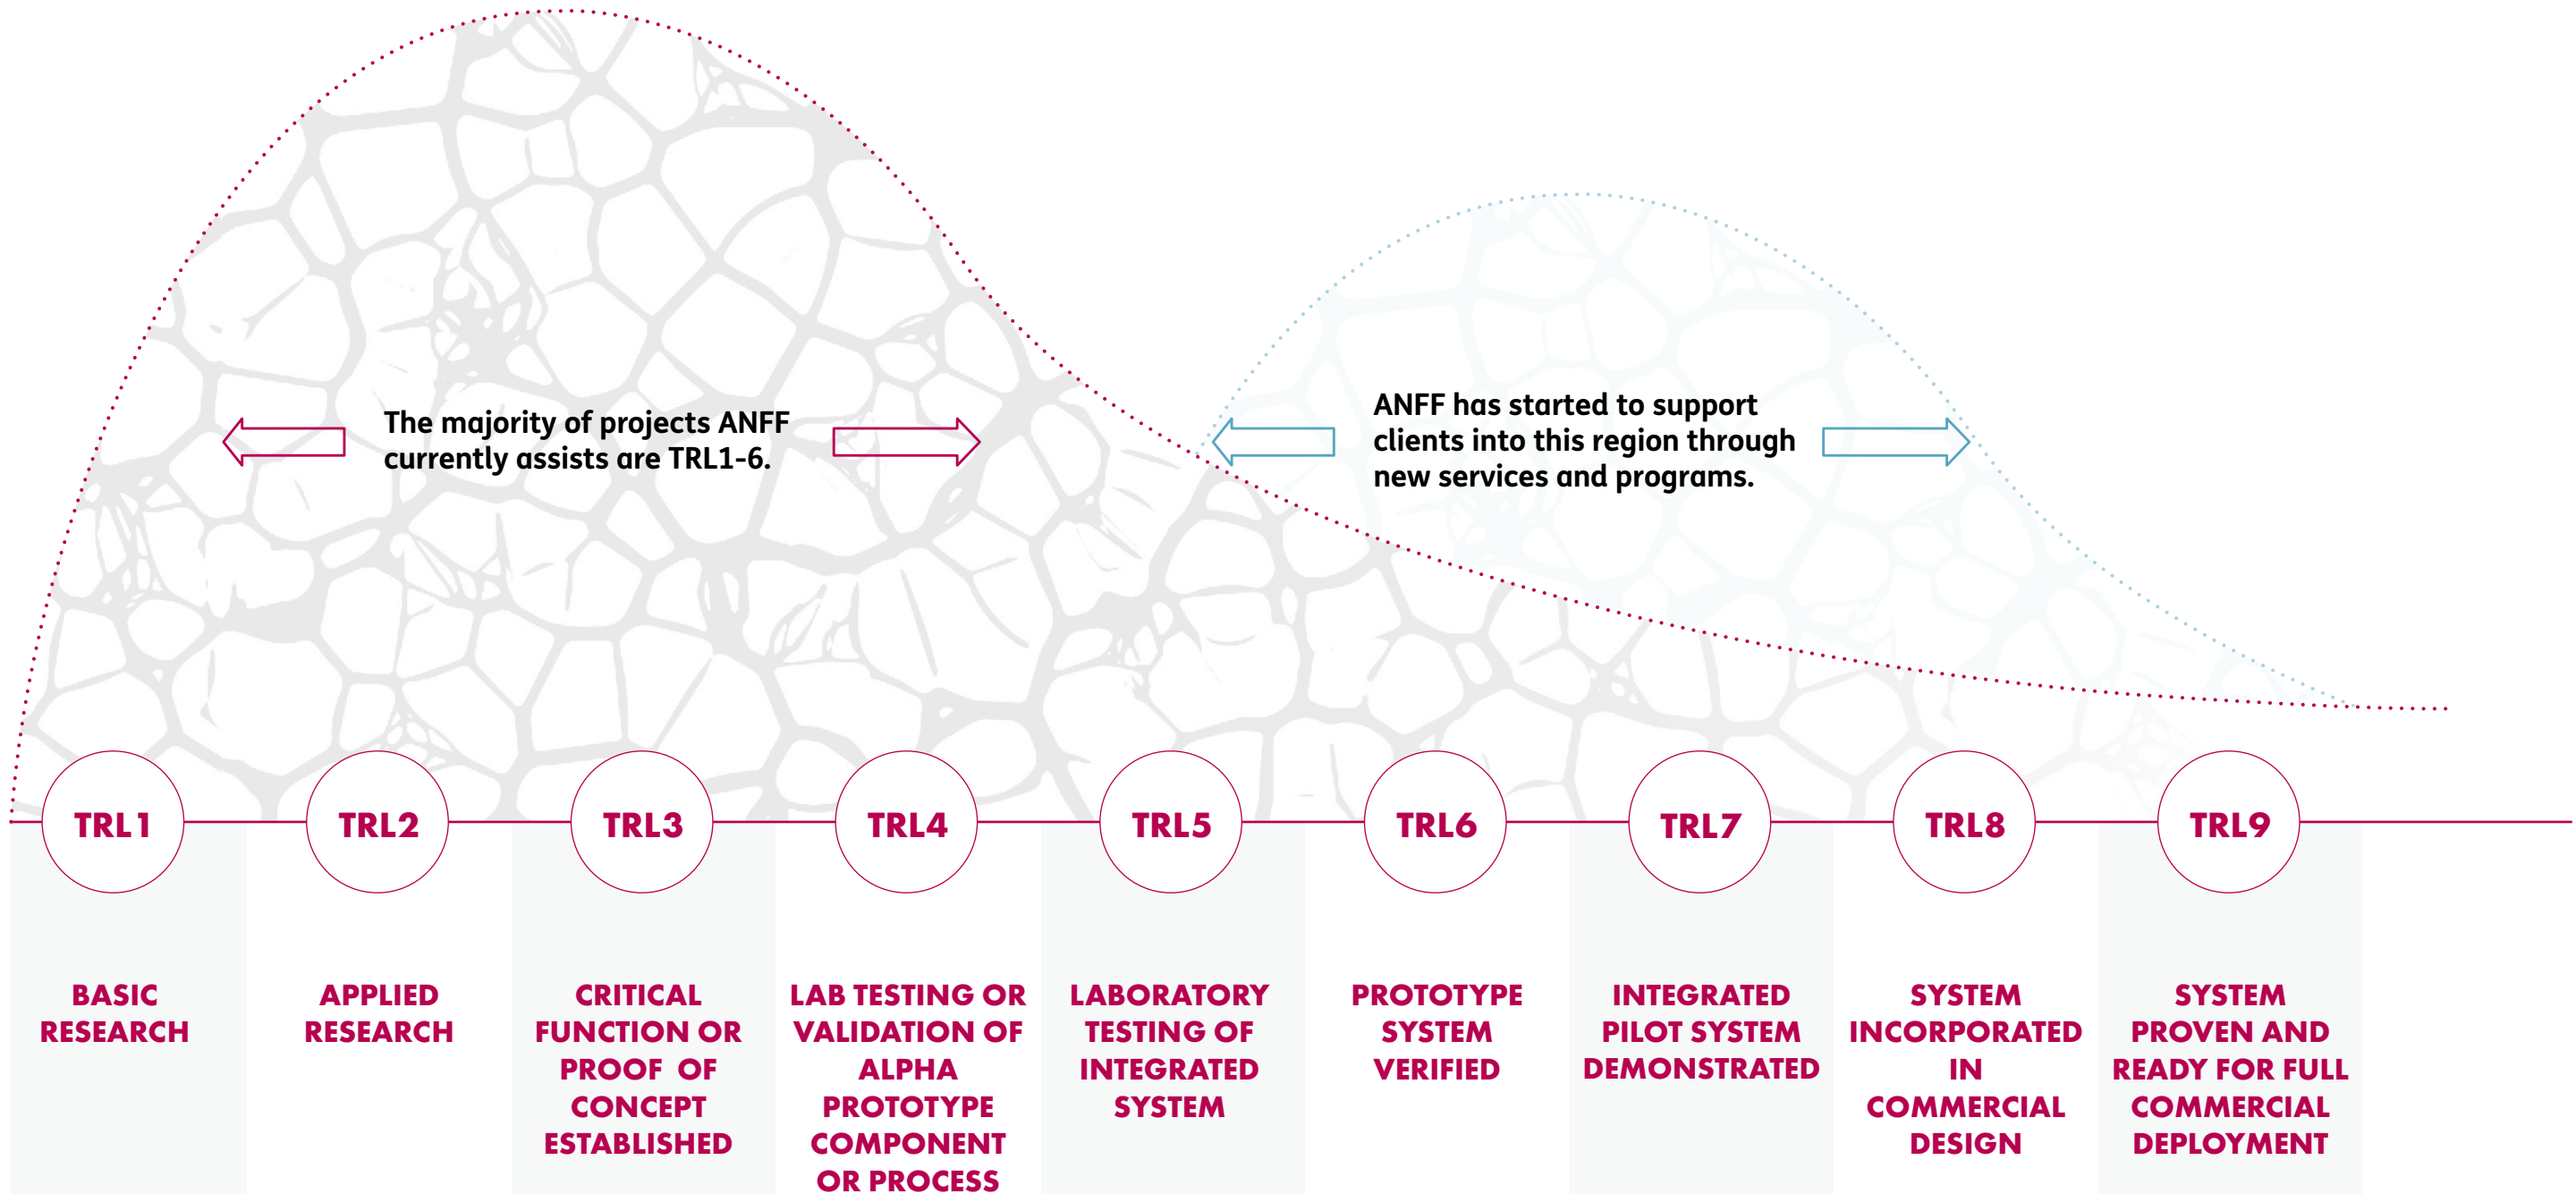 The majority of projects ANFF
currently assists are TRL1-6.
ANFF has started to support
clients into this region through
new services and programs.
TRL1
TRL2
TRL3
TRL4
TRL5
TRL6
TRL7
TRL8
TRL9
BASIC
RESEARCH
APPLIED
RESEARCH
CRITICAL
FUNCTION OR
PROOF OF
CONCEPT
ESTABLISHED
LAB TESTING OR
VALIDATION OF
ALPHA
PROTOTYPE
COMPONENT
OR PROCESS
LABORATORY
TESTING OF
INTEGRATED
SYSTEM
PROTOTYPE
SYSTEM
VERIFIED
INTEGRATED
PILOT SYSTEM
DEMONSTRATED
SYSTEM
INCORPORATED
IN
COMMERCIAL
DESIGN
SYSTEM
PROVEN AND
READY FOR FULL
COMMERCIAL
DEPLOYMENT